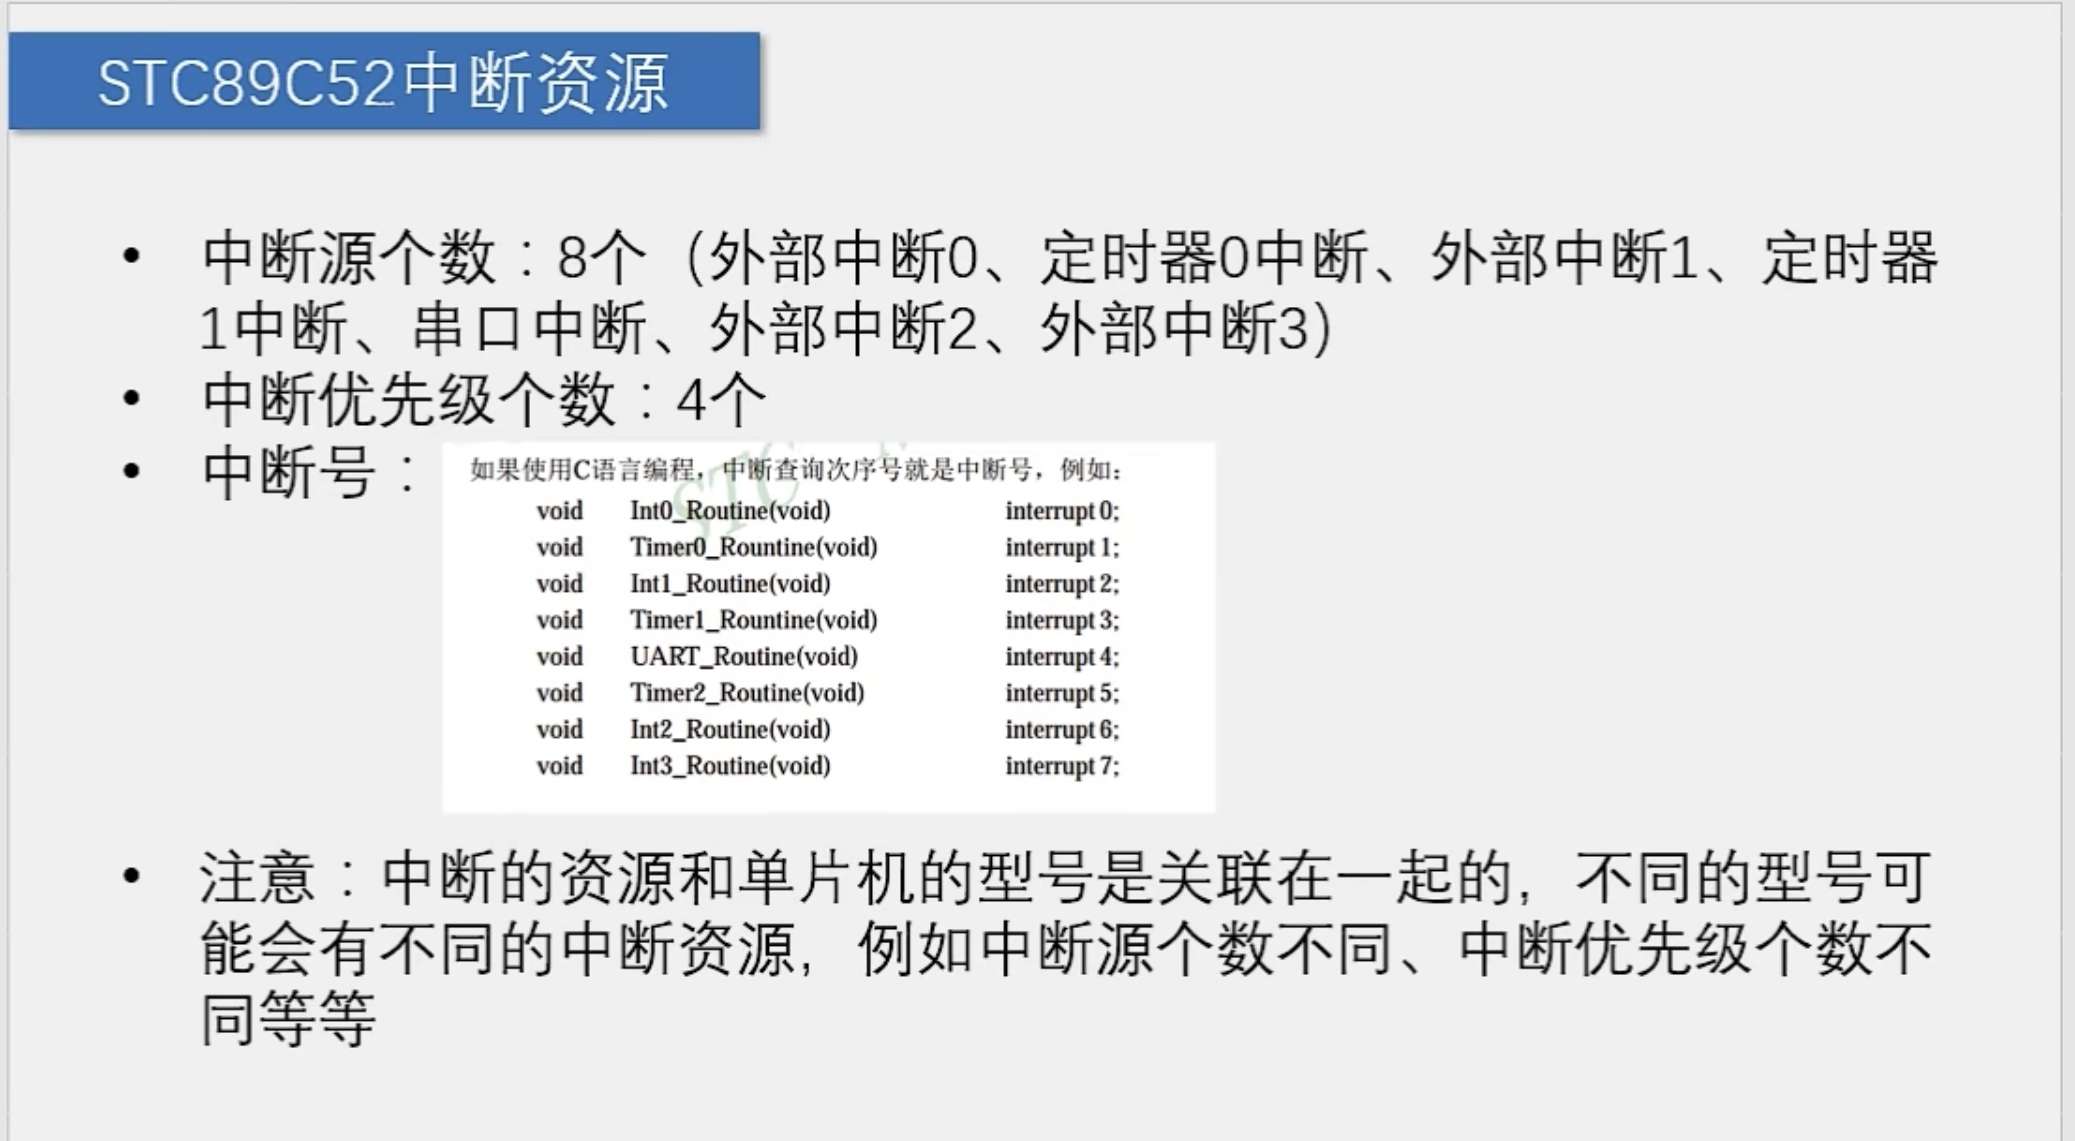 STC89C52中断资源
• 中断源个数：8个（外部中断0、定时器0中断、外部中断1、定时器
1中断、串口中断、外部中断2、外部中断3）
• 中断优先级个数：4个
• 中断号：
如果使用C语言编程，中断查询次序号就是中断号，例如：
void Int0_Routine(void) interrupt 0;
void Timer0_Rountine(void) interrupt 1;
void Int1_Routine(void) interrupt 2;
void Timer1_Rountine(void) interrupt 3;
void UART_Routine(void) interrupt 4;
void Timer2_Routine(void) interrupt 5;
void Int2_Routine(void) interrupt 6;
void Int3_Routine(void) interrupt 7;
STC
• 注意：中断的资源和单片机的型号是关联在一起的，不同的型号可
能会有不同的中断资源，例如中断源个数不同、中断优先级个数不
同等等